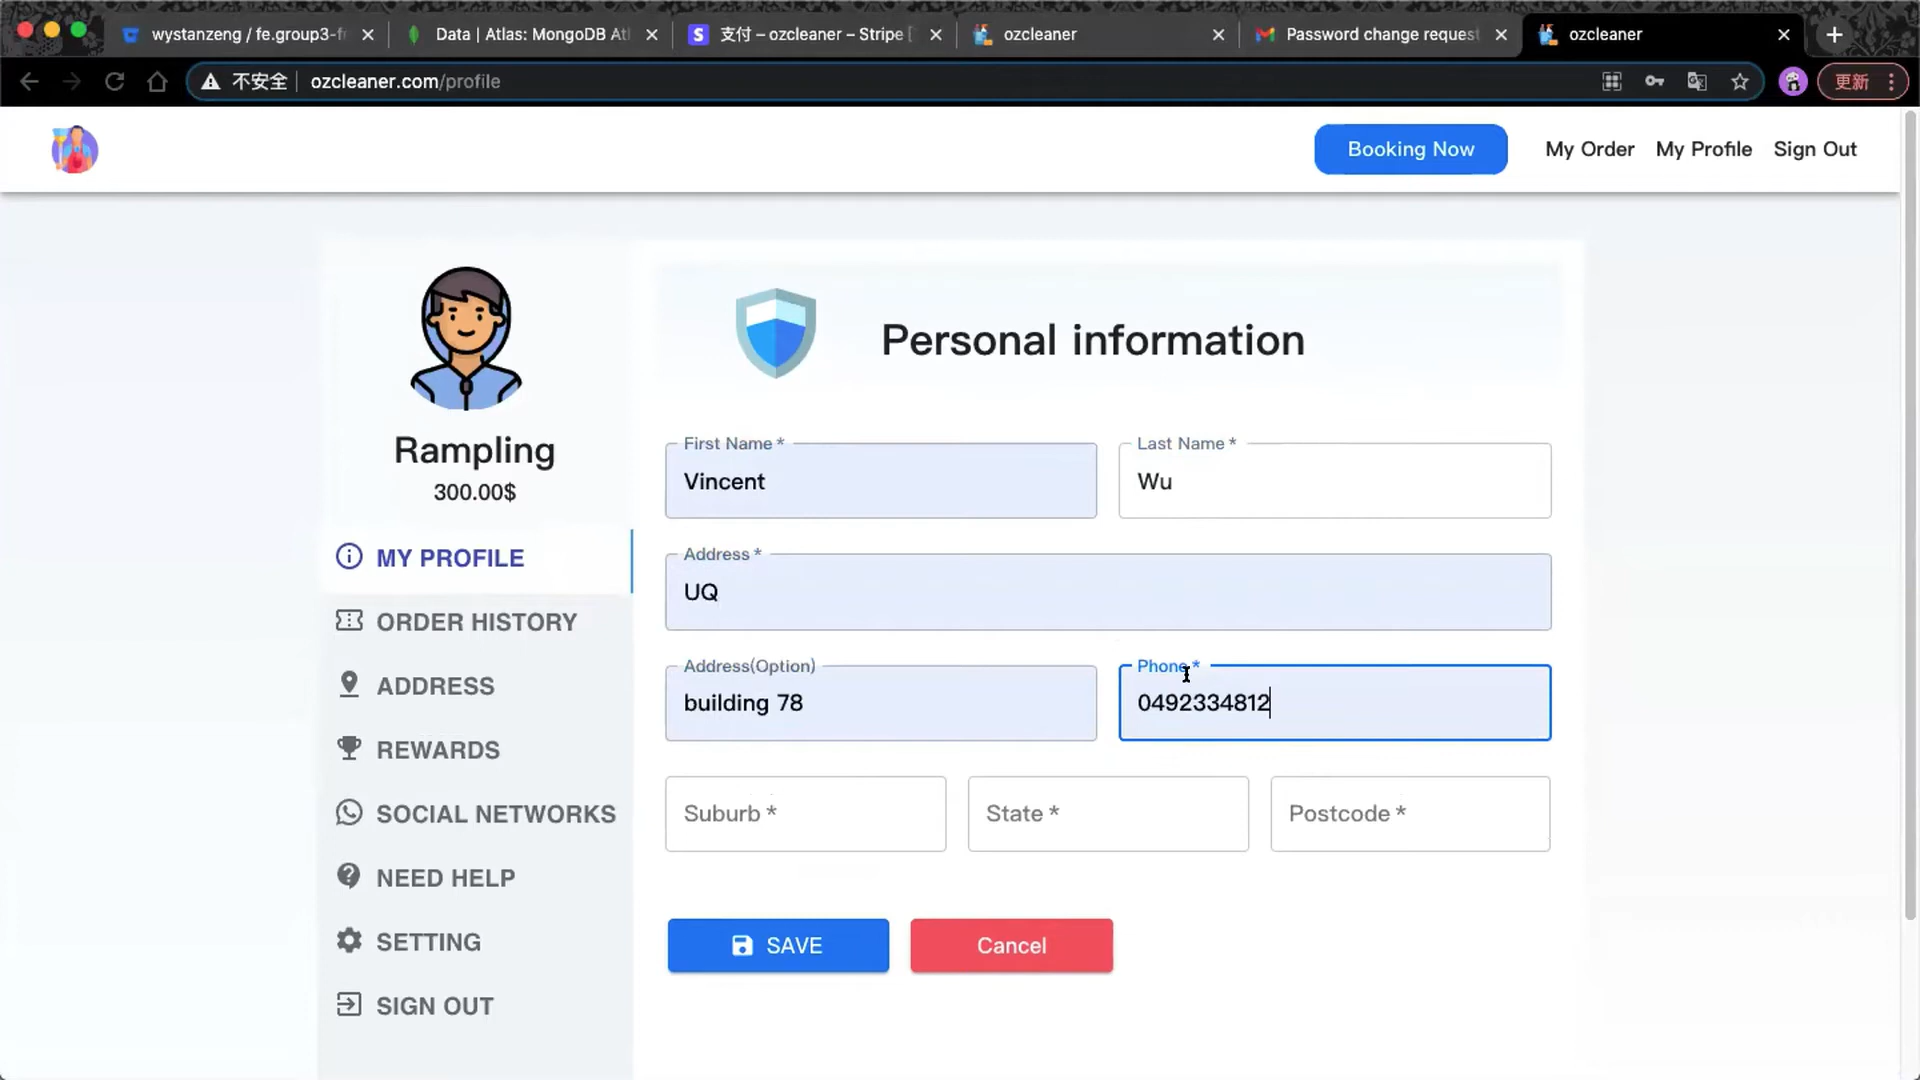 wystanzeng / fe.group3-fr
Data | Atlas: MongoDB Atl
支付 – ozcleaner – Stripe [
ozcleaner
Password change request
ozcleaner
不安全
ozcleaner.com/profile
更新
Booking Now
My Order
My Profile
Sign Out
Rampling
300.00$
MY PROFILE
ORDER HISTORY
ADDRESS
REWARDS
SOCIAL NETWORKS
NEED HELP
SETTING
SIGN OUT
Personal information
First Name *
Vincent
Last Name *
Wu
Address *
UQ
Address(Option)
building 78
Phone *
0492334812
Suburb *
State *
Postcode *
SAVE
Cancel